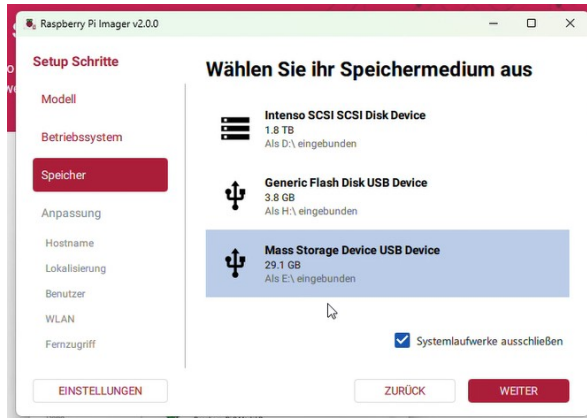 Raspberry Pi Imager v2.0.0
Setup Schritte
Wählen Sie ihr Speichermedium aus
Modell
Betriebssystem
Speicher
Anpassung
Hostname
Lokalisierung
Benutzer
WLAN
Fernzugriff
Intenso SCSI SCSI Disk Device
1.8 TB
Als D:\ eingebunden
Generic Flash Disk USB Device
3.8 GB
Als H:\ eingebunden
Mass Storage Device USB Device
29.1 GB
Als E:\ eingebunden
Systemlaufwerke ausschließen
EINSTELLUNGEN
ZURÜCK
WEITER